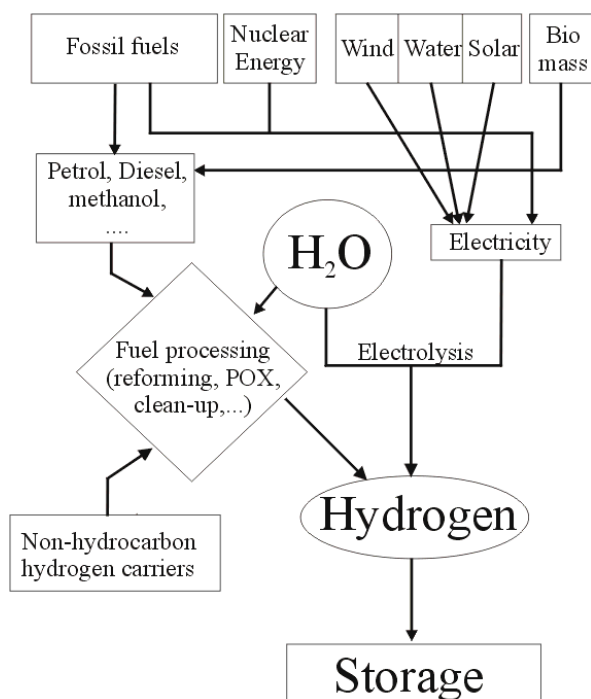 Fossil fuels
Nuclear
Energy
Wind
Water
Solar
Bio
mass
Petrol, Diesel,
methanol,
....
H₂O
Electricity
Fuel processing
(reforming, POX,
clean-up,...)
Electrolysis
Non-hydrocarbon
hydrogen carriers
Hydrogen
Storage